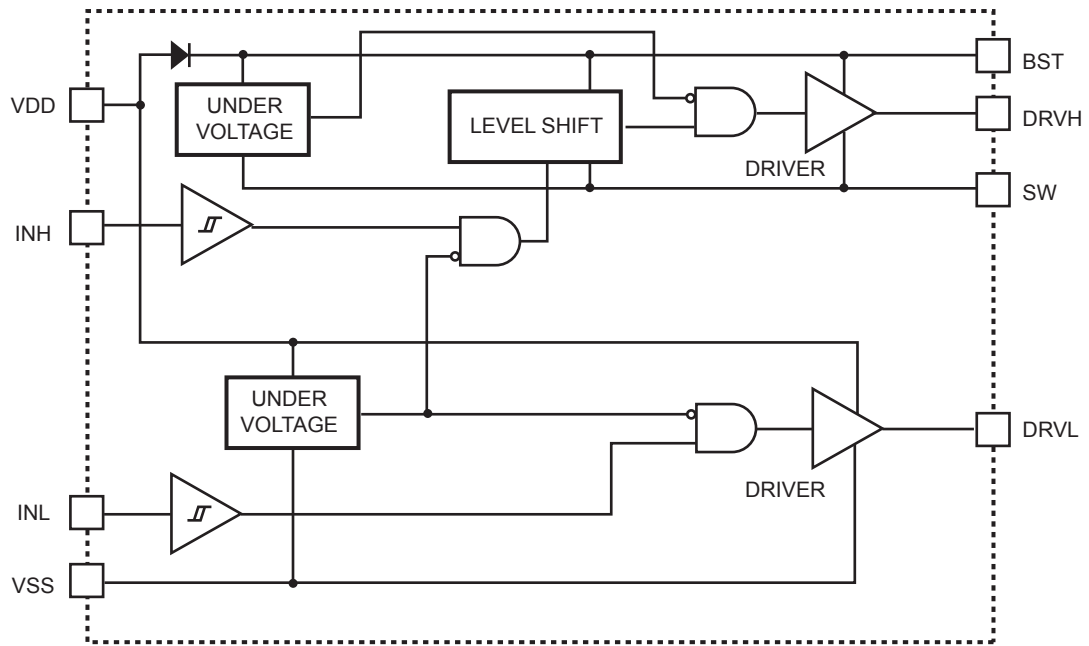 BST
VDD
UNDER
VOLTAGE
LEVEL SHIFT
DRVH
DRIVER
SW
INH
UNDER
VOLTAGE
DRVL
DRIVER
INL
VSS